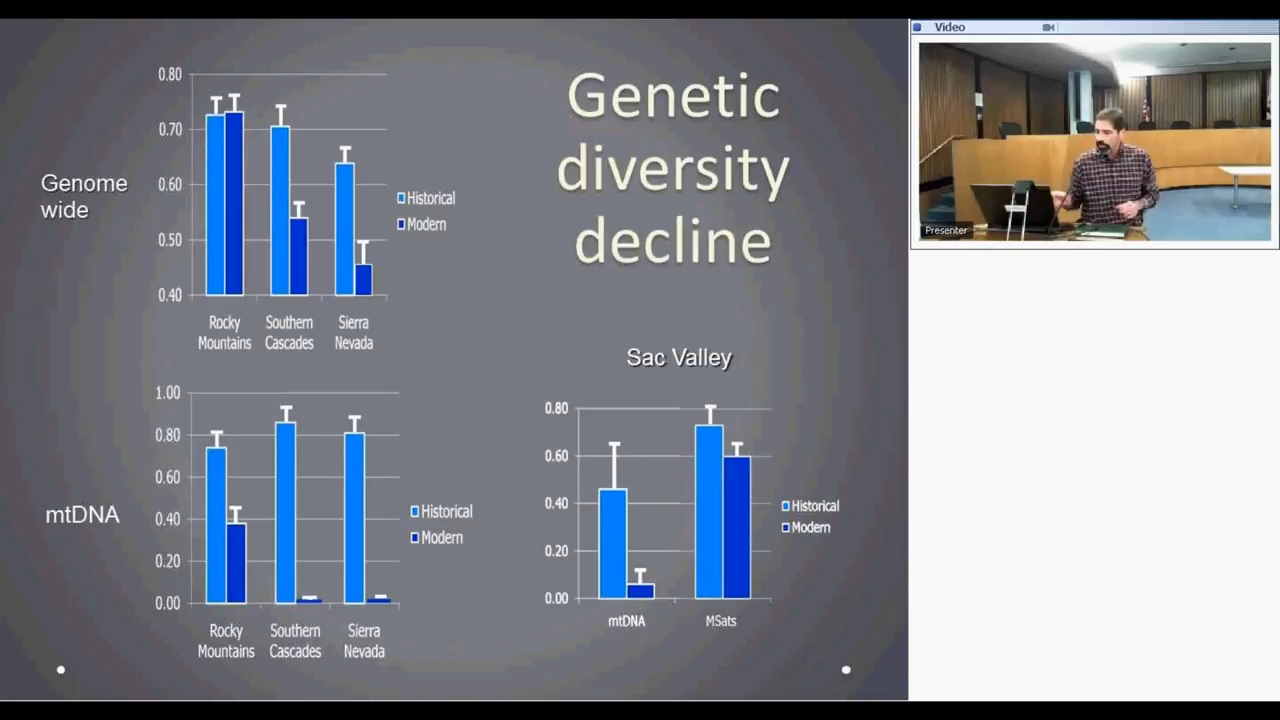 Genetic
diversity
decline
Genome
wide
0.80
0.70
0.60
0.50
0.40
Rocky
Mountains
Southern
Cascades
Sierra
Nevada
Historical
Modern
mtDNA
1.00
0.80
0.60
0.40
0.20
0.00
Rocky
Mountains
Southern
Cascades
Sierra
Nevada
Historical
Modern
Sac Valley
0.80
0.60
0.40
0.20
0.00
mtDNA
MSats
Historical
Modern
Video
Presenter